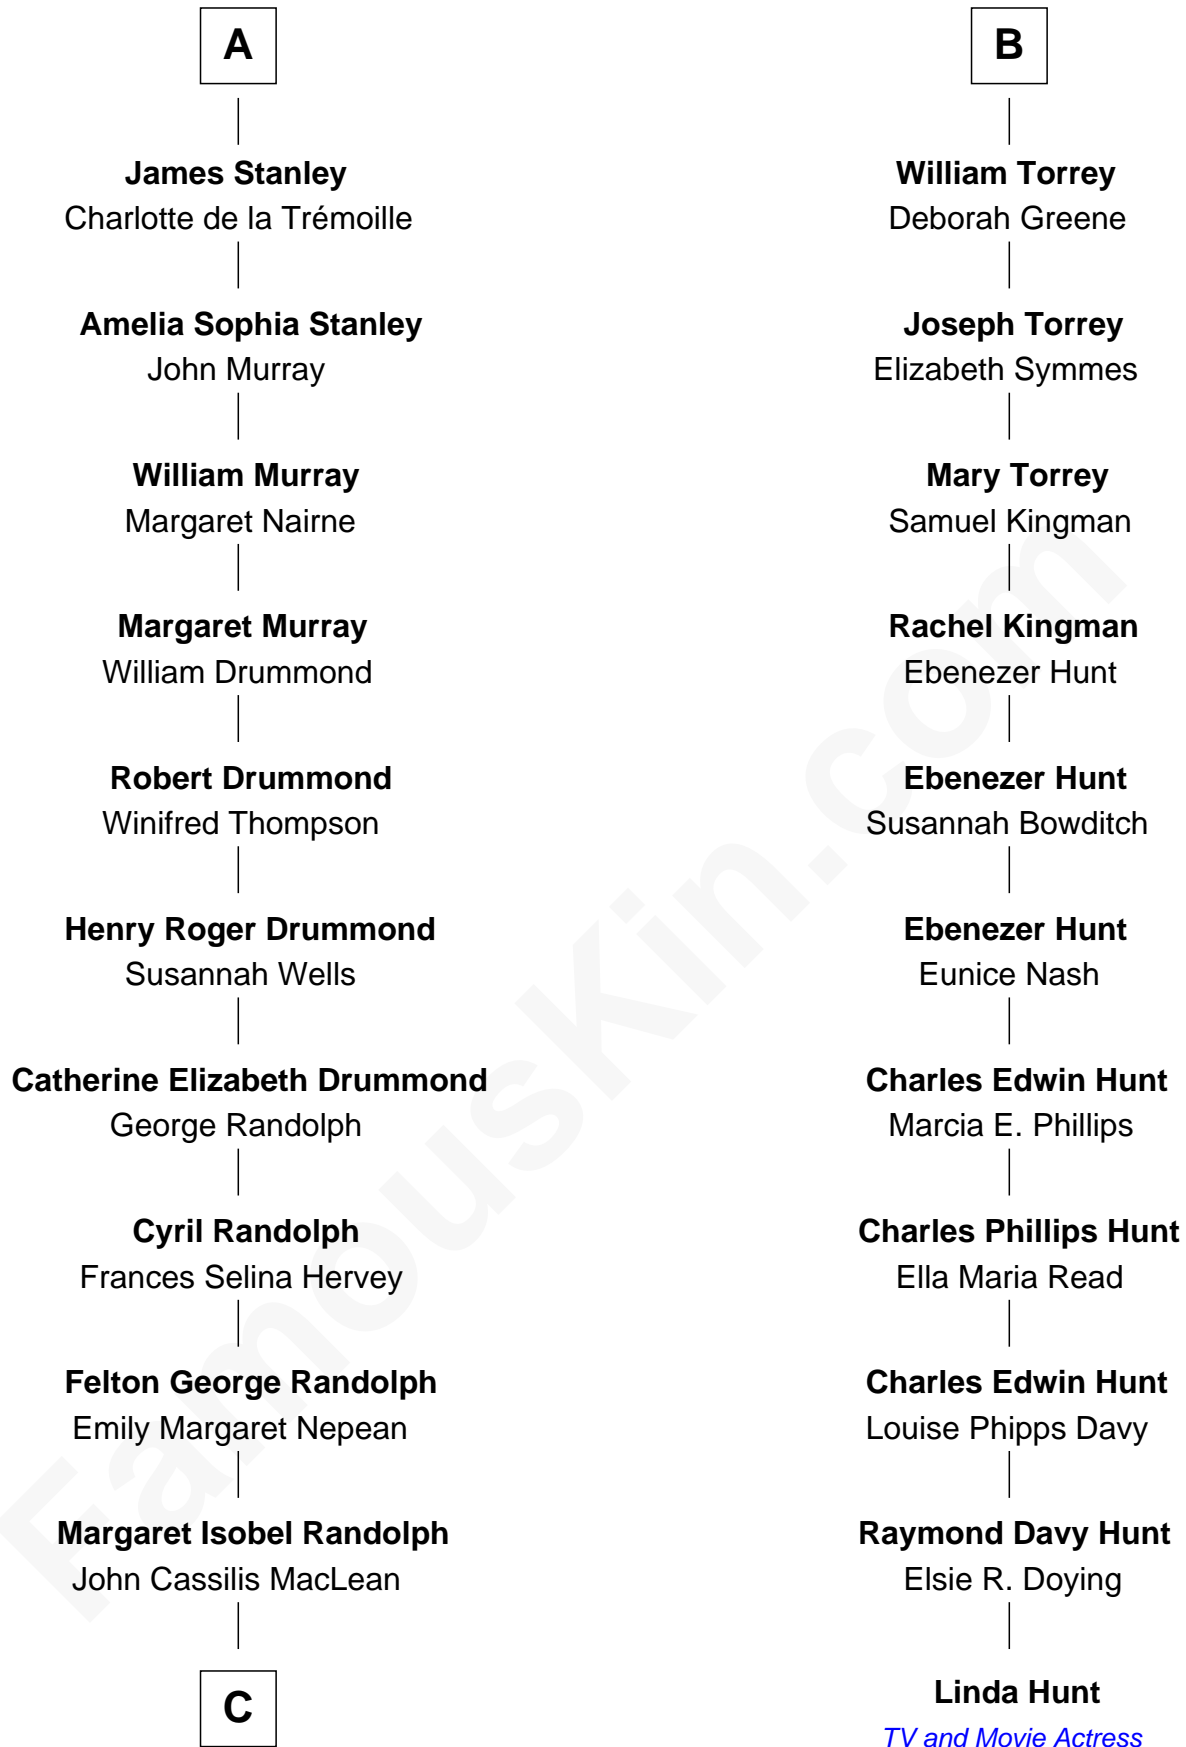 A
James Stanley
Charlotte de la Trémoille
Amelia Sophia Stanley
John Murray
William Murray
Margaret Nairne
Margaret Murray
William Drummond
Robert Drummond
Winifred Thompson
Henry Roger Drummond
Susannah Wells
Catherine Elizabeth Drummond
George Randolph
Cyril Randolph
Frances Selina Hervey
Felton George Randolph
Emily Margaret Nepean
Margaret Isobel Randolph
John Cassilis MacLean
C
B
William Torrey
Deborah Greene
Joseph Torrey
Elizabeth Symmes
Mary Torrey
Samuel Kingman
Rachel Kingman
Ebenezer Hunt
Ebenezer Hunt
Susannah Bowditch
Ebenezer Hunt
Eunice Nash
Charles Edwin Hunt
Marcia E. Phillips
Charles Phillips Hunt
Ella Maria Read
Charles Edwin Hunt
Louise Phipps Davy
Raymond Davy Hunt
Elsie R. Doying
Linda Hunt
TV and Movie Actress
FamousKin.com